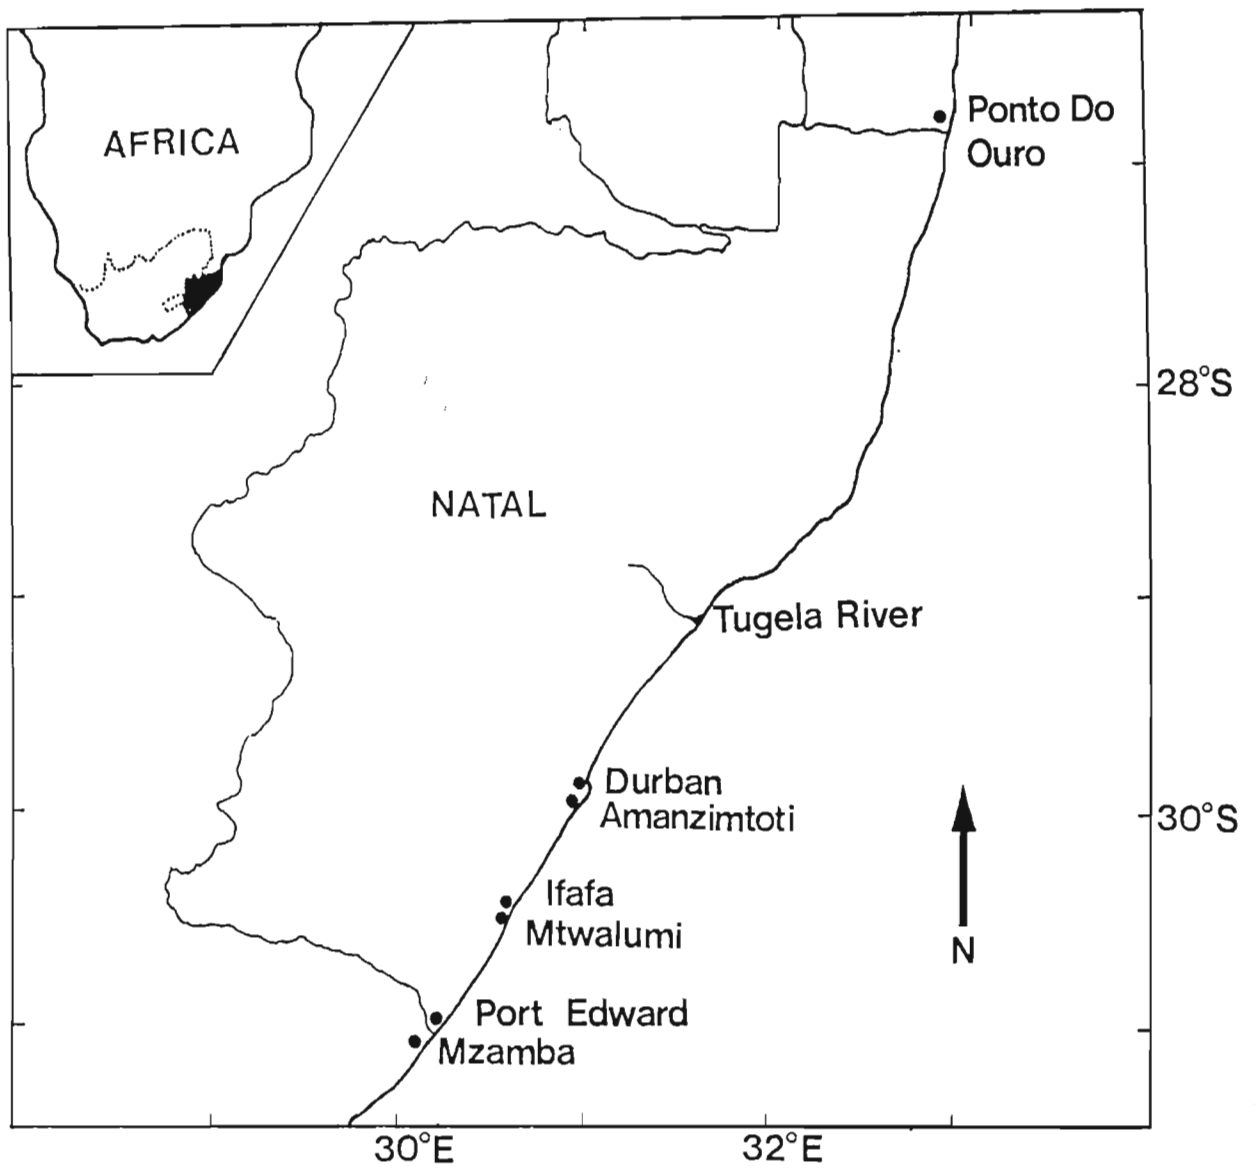 AFRICA
Ponto Do
Ouro
28°S
NATAL
Tugela River
Durban
Amanzimtoti
30°S
Ifafa
Mtwalumi
N
Port Edward
Mzamba
30°E
32°E